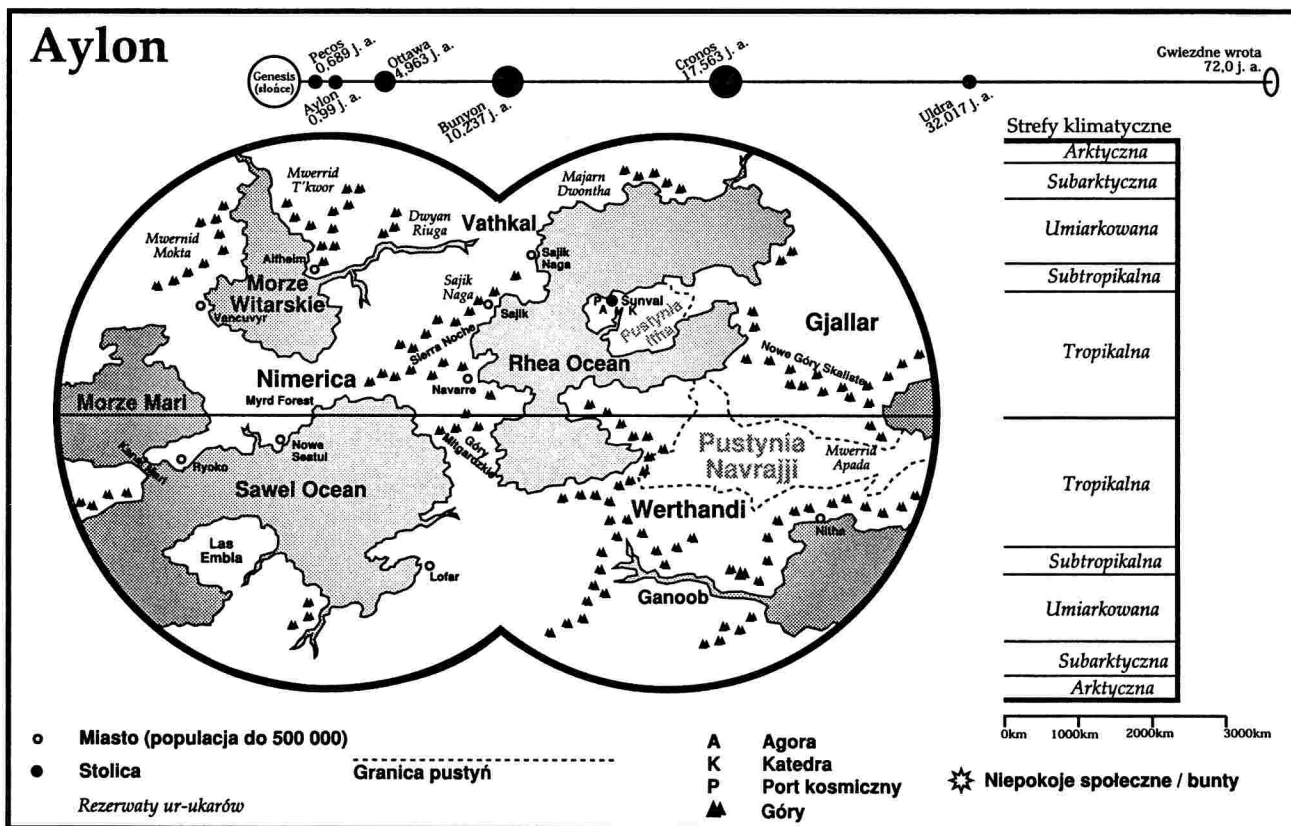 Aylon
Genesis
(słońce)
Pecos
0,689 j. a.
Aylon
0,99 j. a.
Ottawa
4,963 j. a.
Bunyon
10,237 j. a.
Cronos
17,563 j. a.
Uldra
32,017 j. a.
Gwiezdne wrota
72,0 j. a.
Strefy klimatyczne
Arktyczna
Subarktyczna
Umiarkowana
Subtropikalna
Tropikalna
Tropikalna
Subtropikalna
Umiarkowana
Subarktyczna
Arktyczna
0km
1000km
2000km
3000km
Mwerrid
T'kwor
Majarn
Dwontha
Dwyan
Riuga
Vathkal
Mwernid
Mokta
Alfheim
Sajik
Naga
Morze
Witarskie
Vancuvyr
Sajik
Naga
Sajik
P
Sunval
A
K
Pustynia
Ithia
Gjallar
Sierra Noche
Rhea Ocean
Nowe Góry Skaliste
Nimerica
Navarre
Myrd Forest
Morze Mari
Kanał Mari
Ryoko
Nowe
Seatul
Góry
Mitgardzkie
Pustynia
Navrajji
Mwerrid
Apada
Sawel Ocean
Werthandi
Nitha
Las
Embla
Lofar
Ganoob
Miasto (populacja do 500 000)
Stolica
Rezerwaty ur-ukarów
Granica pustyń
A Agora
K Katedra
P Port kosmiczny
Góry
Niepokoje społeczne / bunty